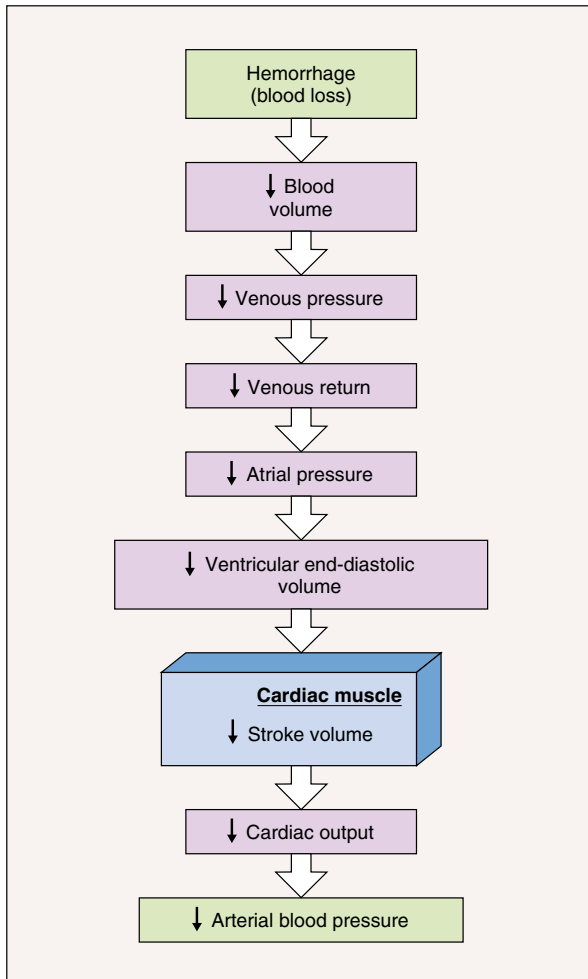 Hemorrhage
(blood loss)
↓ Blood
volume
↓ Venous pressure
↓ Venous return
↓ Atrial pressure
↓ Ventricular end-diastolic
volume
Cardiac muscle
↓ Stroke volume
↓ Cardiac output
↓ Arterial blood pressure